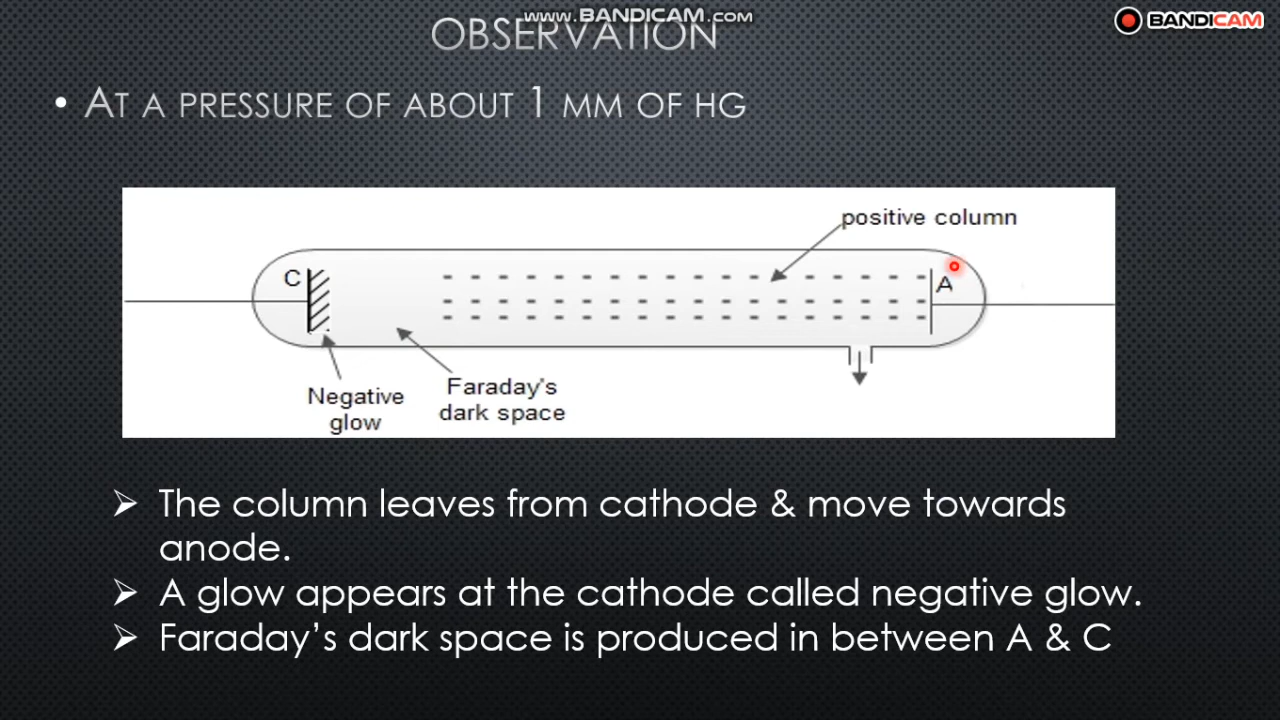 www.BANDICAM.com
BANDICAM
OBSERVATION
• AT A PRESSURE OF ABOUT 1 MM OF HG
positive column
C
A
Negative
glow
Faraday's
dark space
➢ The column leaves from cathode & move towards
anode.
➢ A glow appears at the cathode called negative glow.
➢ Faraday’s dark space is produced in between A & C